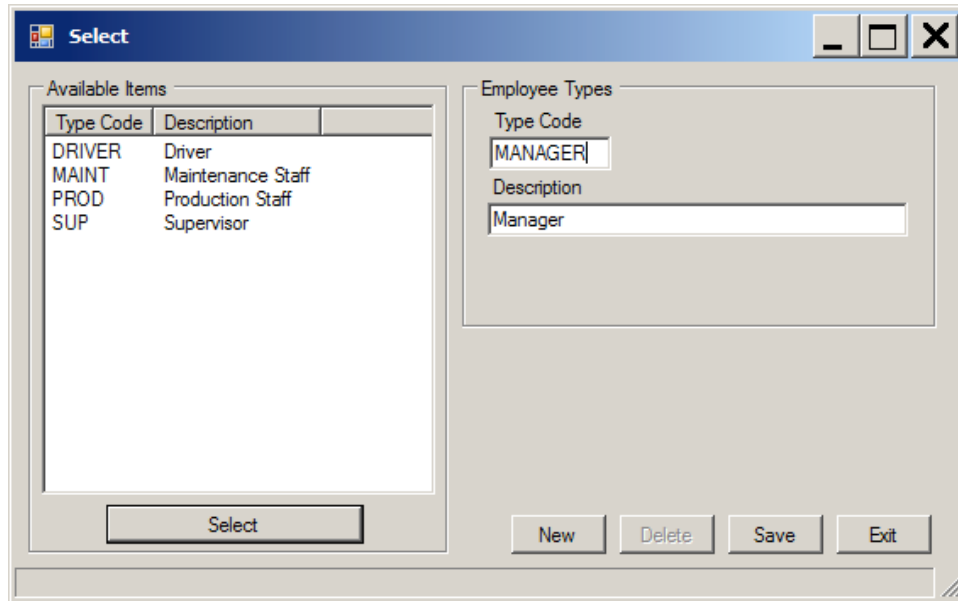 Select
Available Items
Type Code Description
DRIVER Driver
MAINT Maintenance Staff
PROD Production Staff
SUP Supervisor
Select
Employee Types
Type Code
MANAGER
Description
Manager
New Delete Save Exit